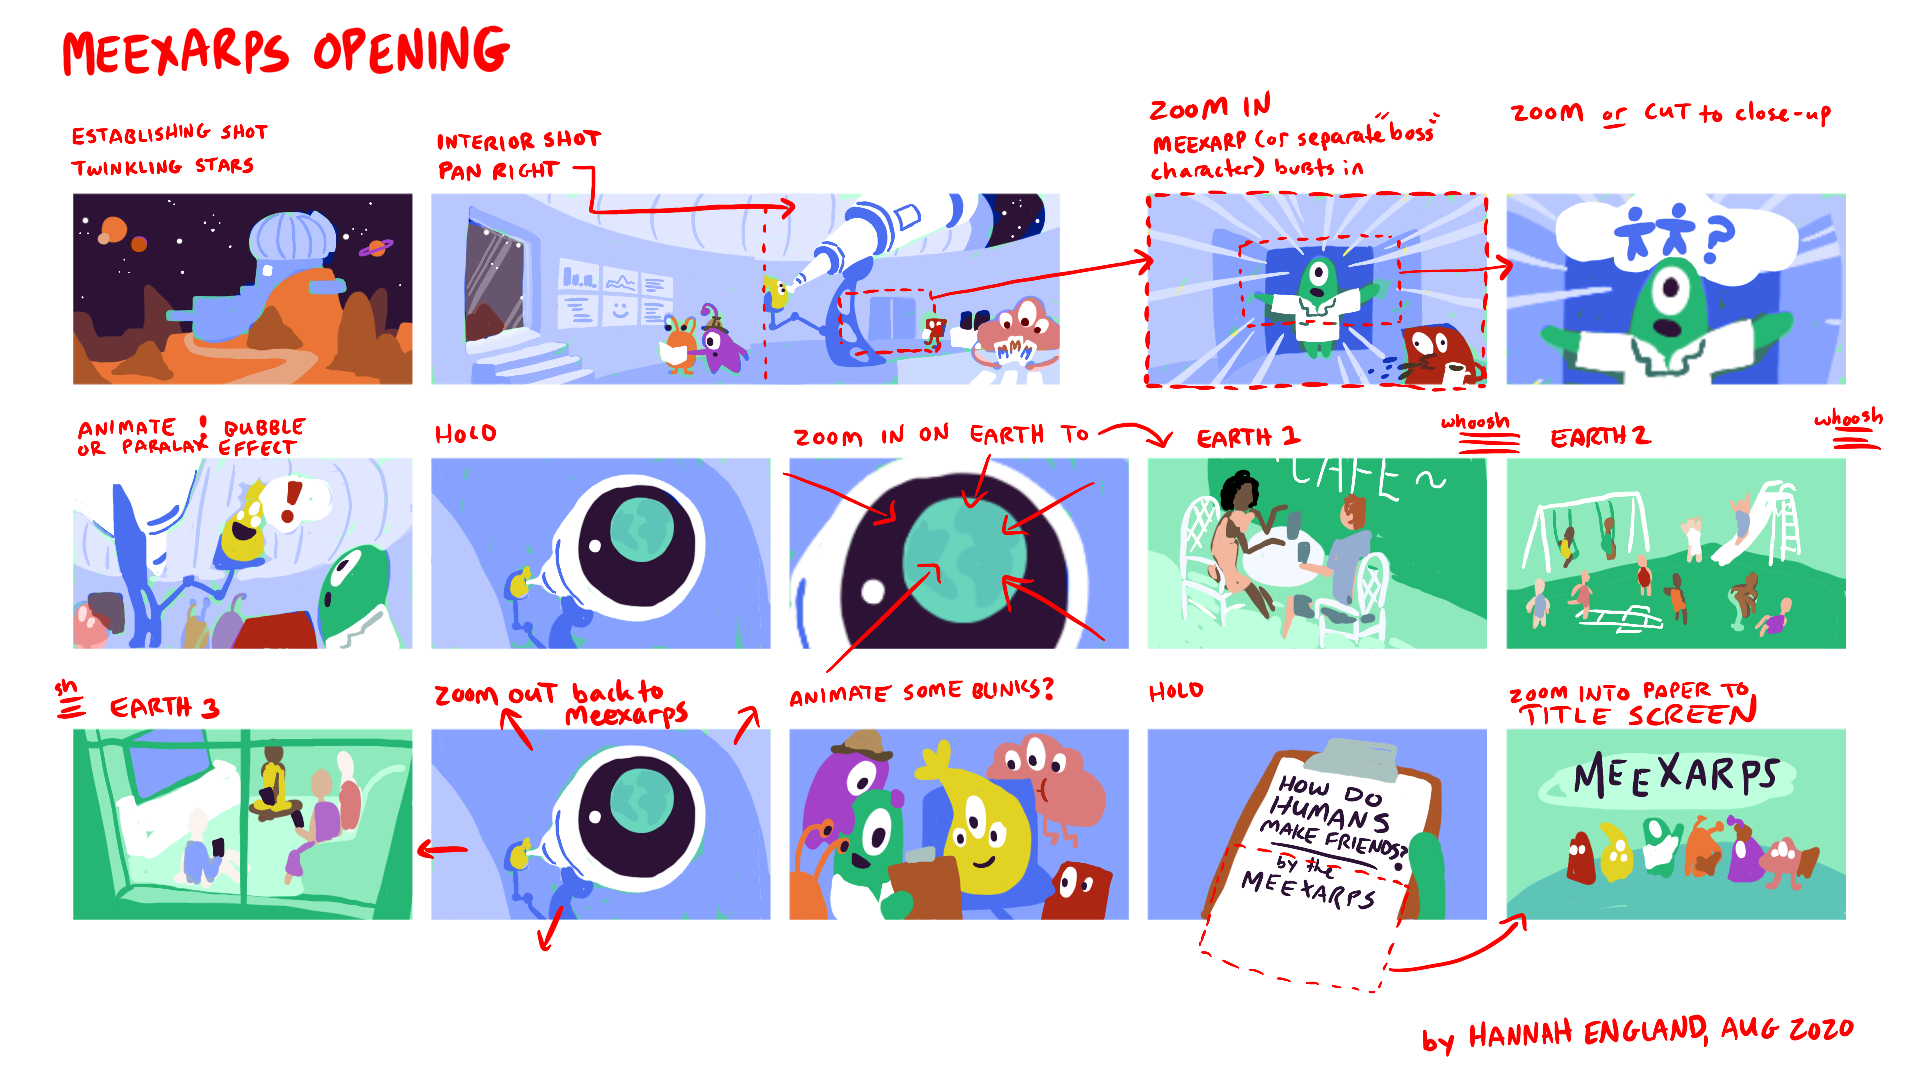 MEEXARPS OPENING
ESTABLISHING SHOT
TWINKLING STARS
INTERIOR SHOT
PAN RIGHT
ZOOM IN
MEEXARP (or separate "boss"
character) bursts in
ZOOM or CUT to close-up
?
MMM
ANIMATE ! BUBBLE
OR PARALAX EFFECT
!
HOLD
ZOOM IN ON EARTH TO
EARTH 1
whoosh
CAFE ~
EARTH 2
whoosh
sh
EARTH 3
ZOOM OUT back to
Meexarps
ANIMATE SOME BLINKS?
HOLD
HOW DO
HUMANS
MAKE FRIENDS?
by the
MEEXARPS
ZOOM INTO PAPER TO
TITLE SCREEN
MEEXARPS
by HANNAH ENGLAND, AUG 2020